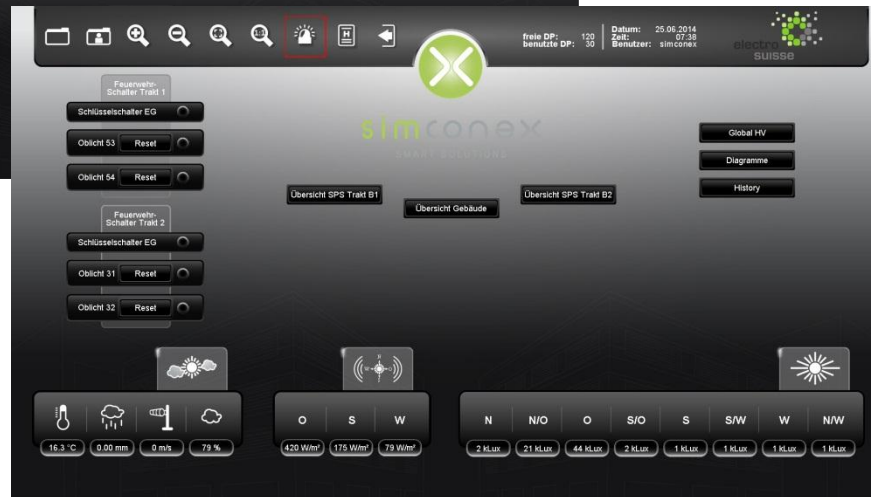 freie DP: 120
benutzte DP: 30
Datum: 25.06.2014
Zeit: 07:38
Benutzer: simconex
electro
suisse
1:1
H
Feuerwehr-
Schalter Trakt 1
Schlüsselschalter EG
Oblicht 53 Reset
Oblicht 54 Reset
Feuerwehr-
Schalter Trakt 2
Schlüsselschalter EG
Oblicht 31 Reset
Oblicht 32 Reset
simconex
SMART SOLUTIONS
Übersicht SPS Trakt B1
Übersicht Gebäude
Übersicht SPS Trakt B2
Global HV
Diagramme
History
16.3 °C 0.00 mm 0 m/s 79 %
N
W O
S
O S W
420 W/m² 175 W/m² 79 W/m²
N N/O O S/O S S/W W N/W
2 kLux 21 kLux 44 kLux 2 kLux 1 kLux 1 kLux 1 kLux 1 kLux